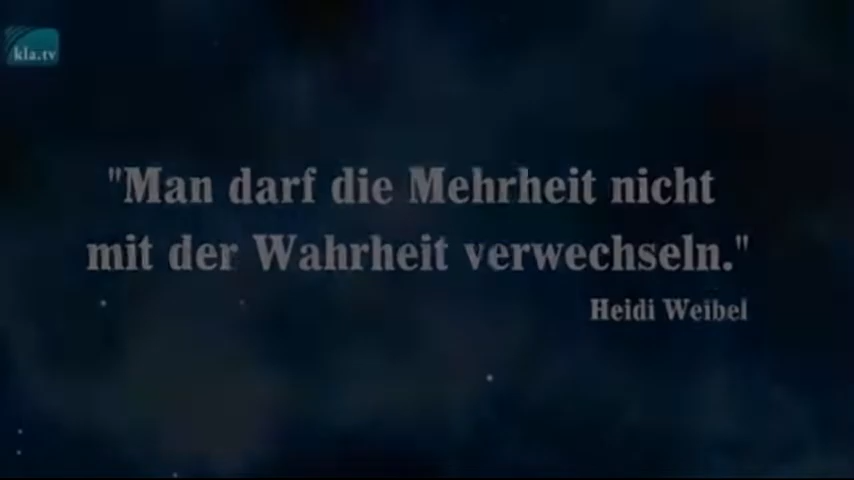 kla.tv
"Man darf die Mehrheit nicht
mit der Wahrheit verwechseln."
Heidi Weibel